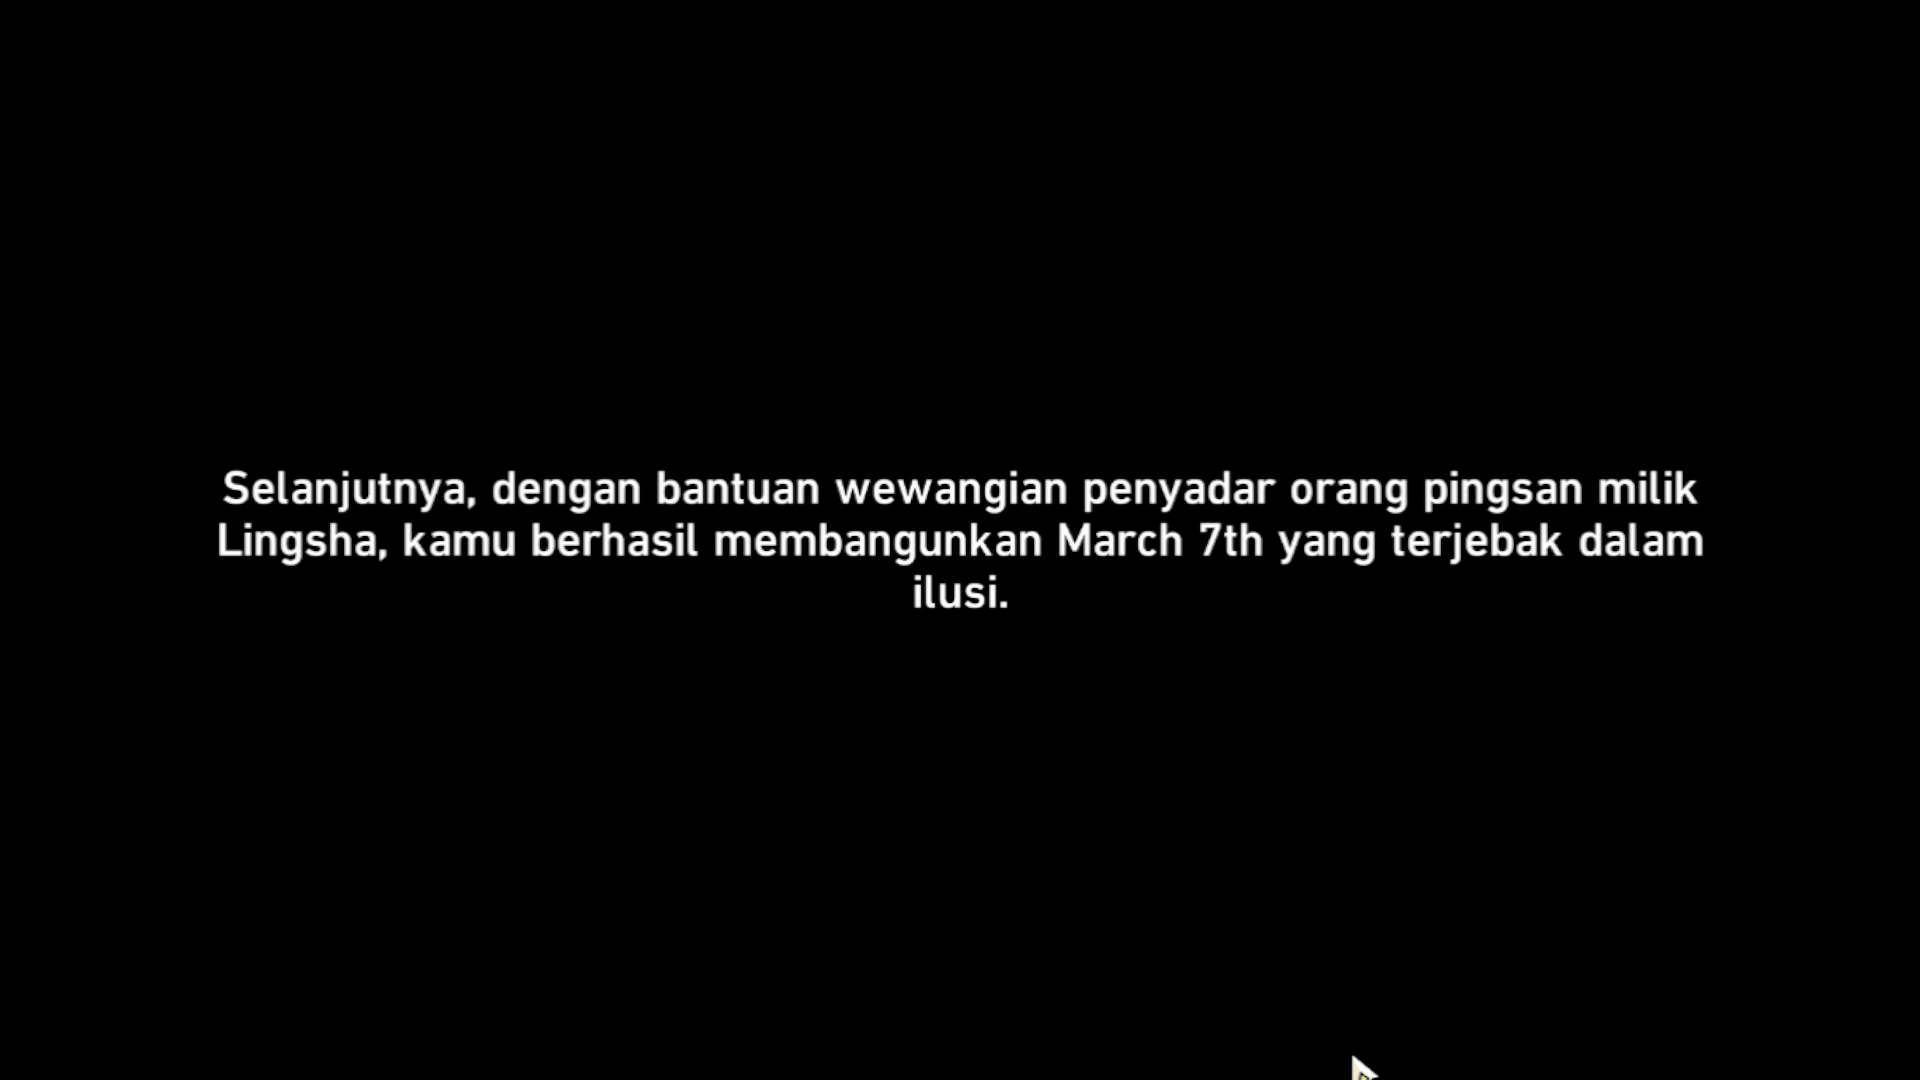 Selanjutnya, dengan bantuan wewangian penyadar orang pingsan milik
Lingsha, kamu berhasil membangunkan March 7th yang terjebak dalam
ilusi.